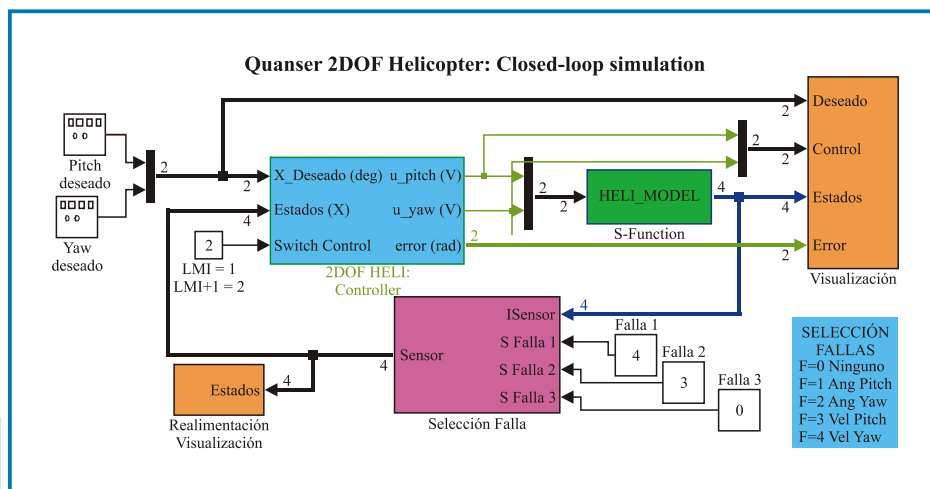 Quanser 2DOF Helicopter: Closed-loop simulation
Pitch
deseado
Yaw
deseado
2
2
X_Deseado (deg)
u_pitch (V)
Estados (X)
u_yaw (V)
Switch Control
error (rad)
4
2
LMI = 1
LMI+1 = 2
2DOF HELI:
Controller
2
2
2
HELI_MODEL
S-Function
4
2
2
2
4
2
Deseado
Control
Estados
Error
Visualización
4
ISensor
S Falla 1
S Falla 2
S Falla 3
Sensor
4
Selección Falla
Falla 1
4
Falla 2
3
Falla 3
0
Estados
4
Realimentación
Visualización
SELECCIÓN
FALLAS
F=0 Ninguno
F=1 Ang Pitch
F=2 Ang Yaw
F=3 Vel Pitch
F=4 Vel Yaw